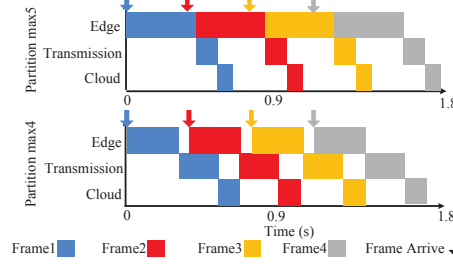 Partition max5
Edge
Transmission
Cloud
0 0.9 1.8
Partition max4
Edge
Transmission
Cloud
0 0.9 1.8
Time (s)
Frame1 Frame2 Frame3 Frame4 Frame Arrive